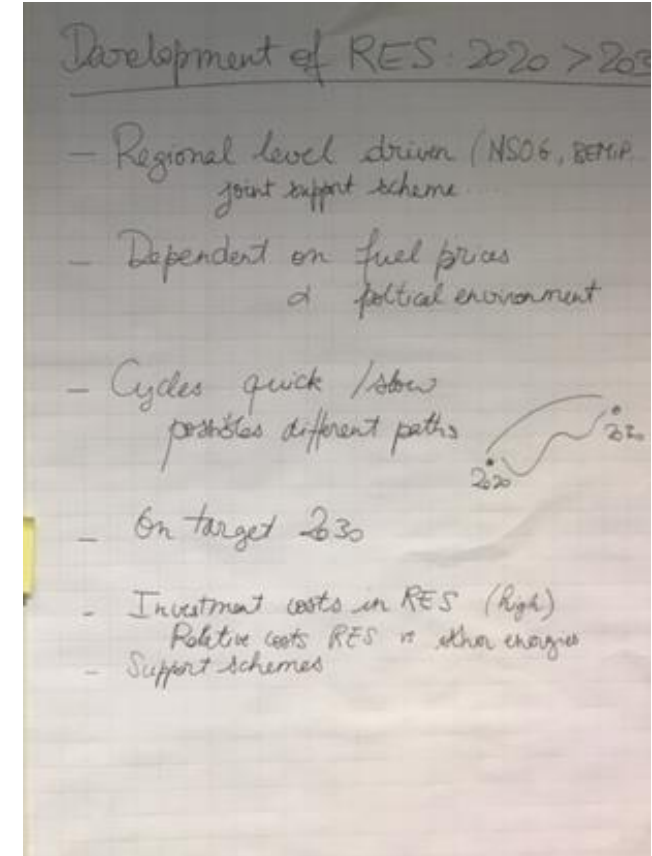 Development of RES: 2020 > 203
- Regional level driven (NSOG, BEMIP
joint support scheme ...
- Dependent on fuel prices
& poltical environment
- Cycles quick / slow
possibles different paths
2020
2030
- On target 2030
- Investment costs in RES (high)
Relative costs RES vs other energies
- Support schemes